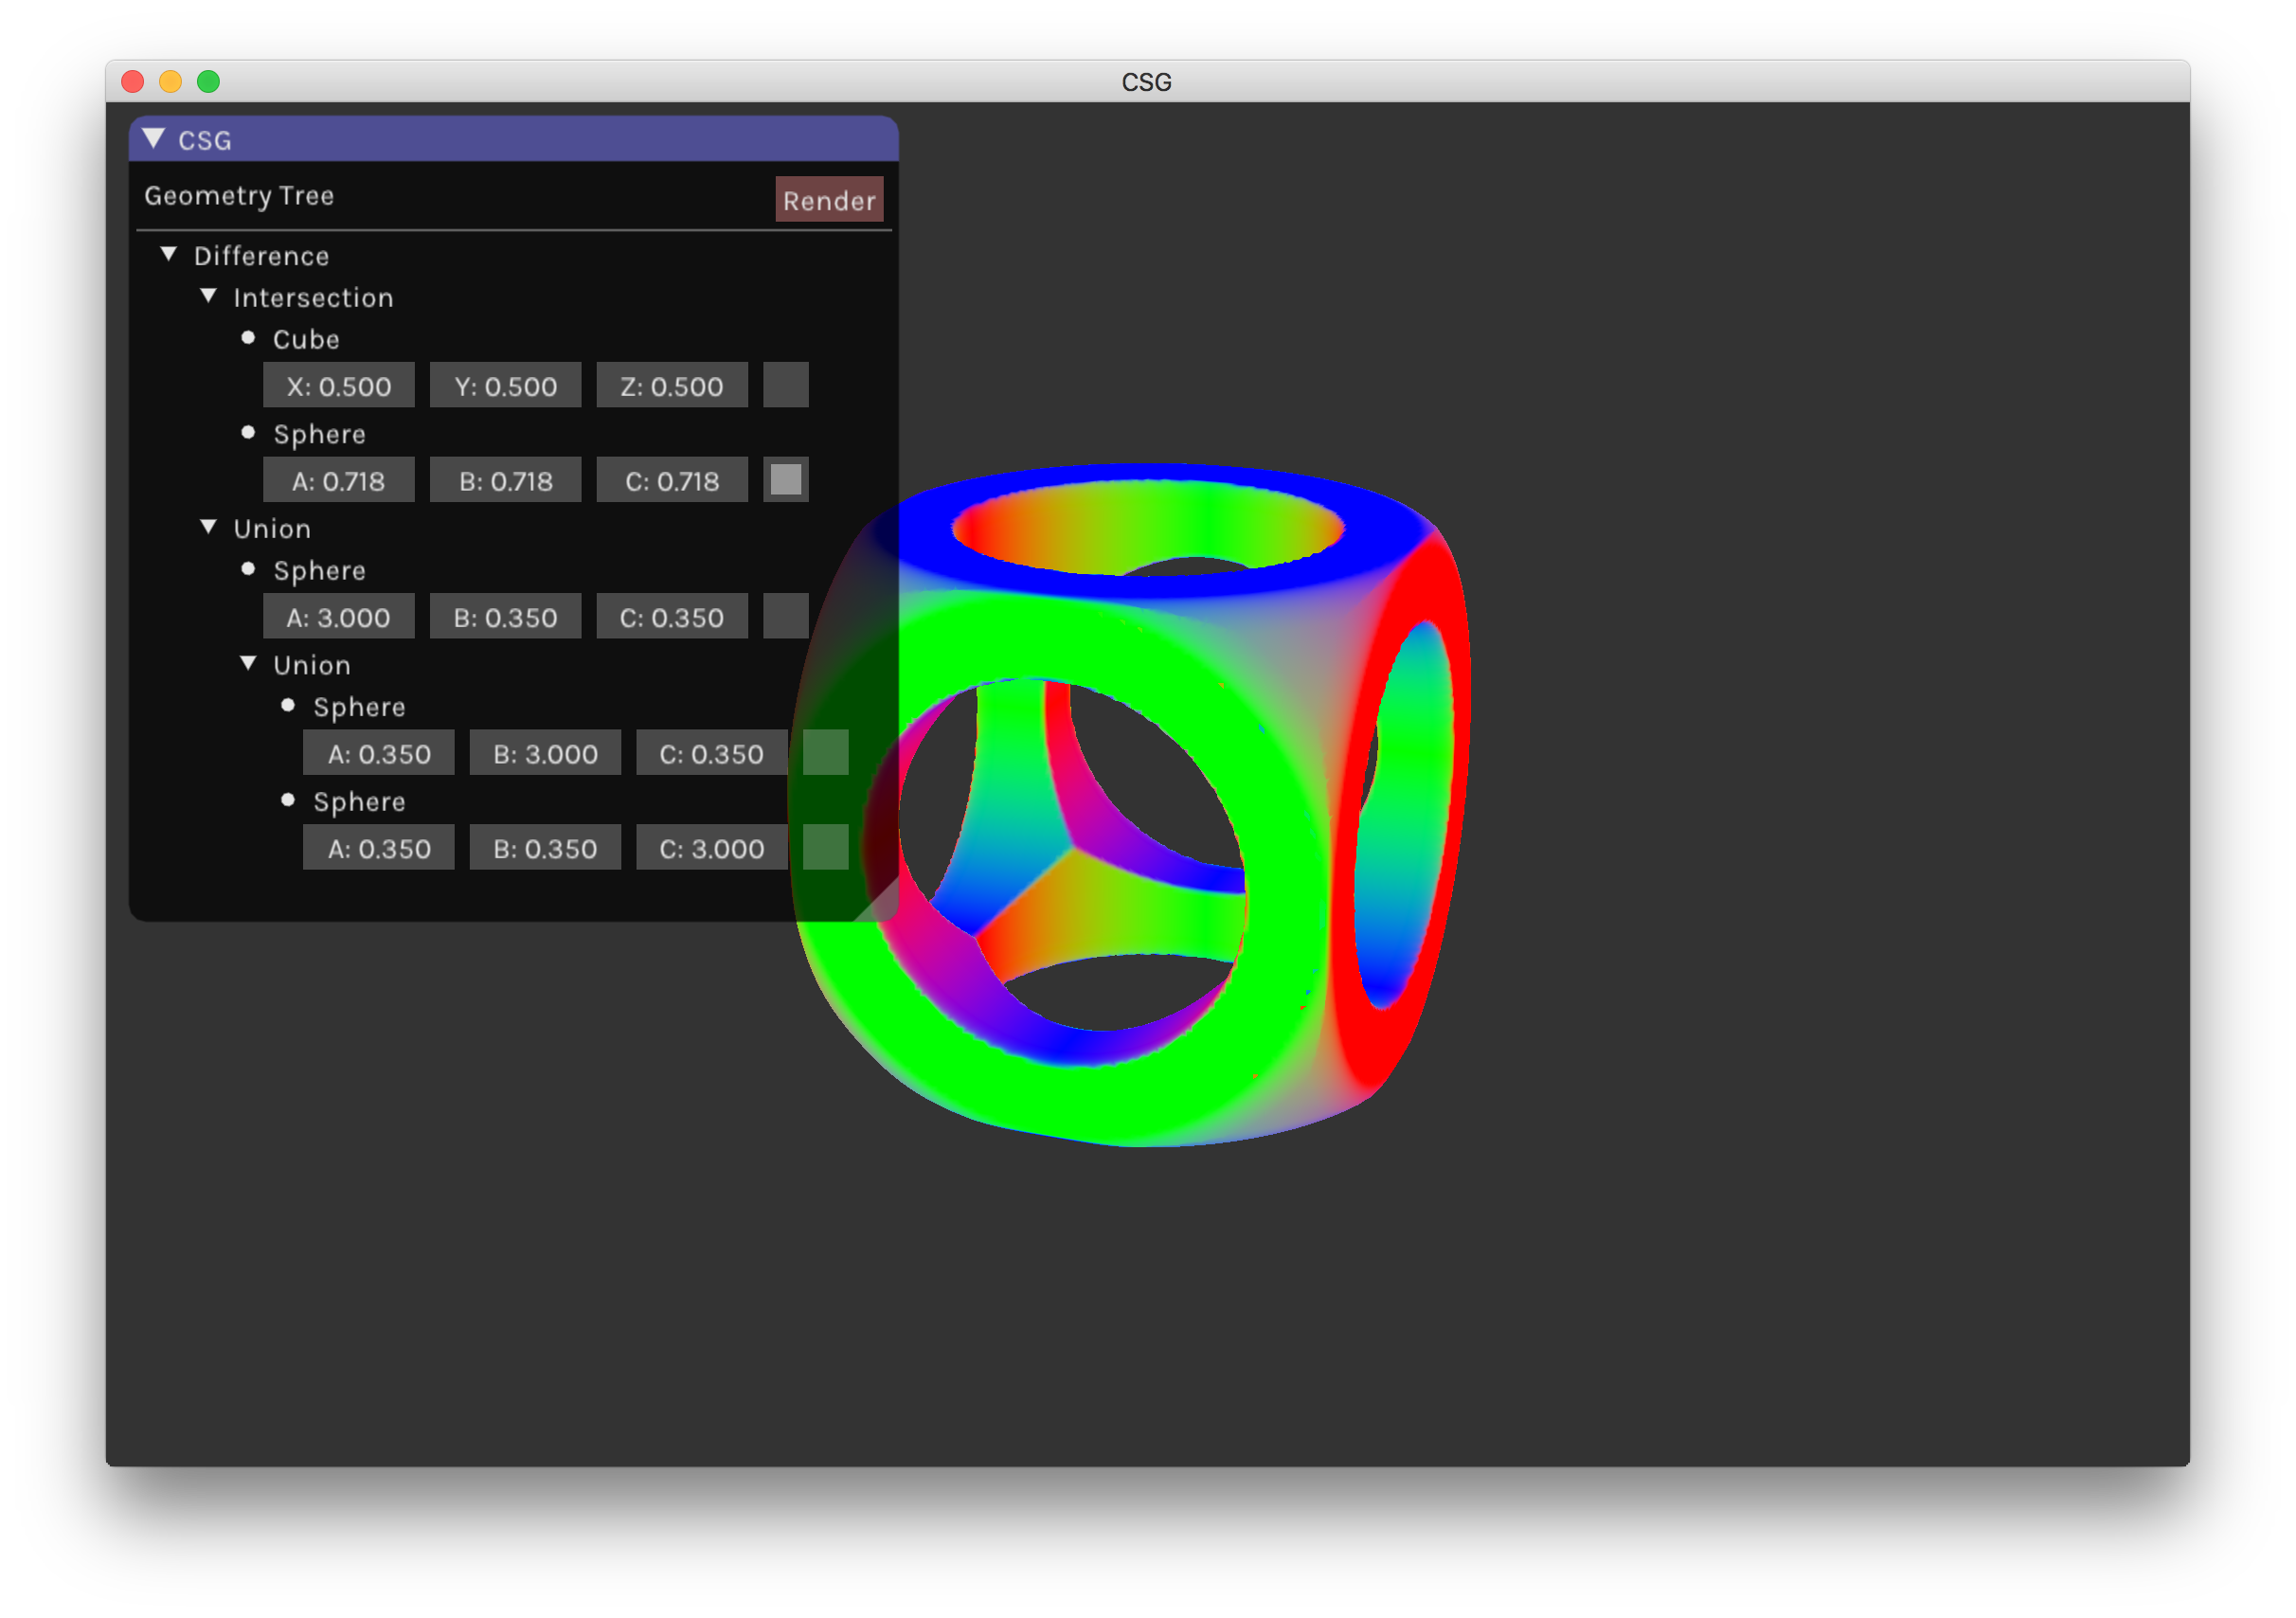 CSG
CSG
Geometry Tree Render
Difference
Intersection
Cube
X: 0.500 Y: 0.500 Z: 0.500
Sphere
A: 0.718 B: 0.718 C: 0.718
Union
Sphere
A: 3.000 B: 0.350 C: 0.350
Union
Sphere
A: 0.350 B: 3.000 C: 0.350
Sphere
A: 0.350 B: 0.350 C: 3.000